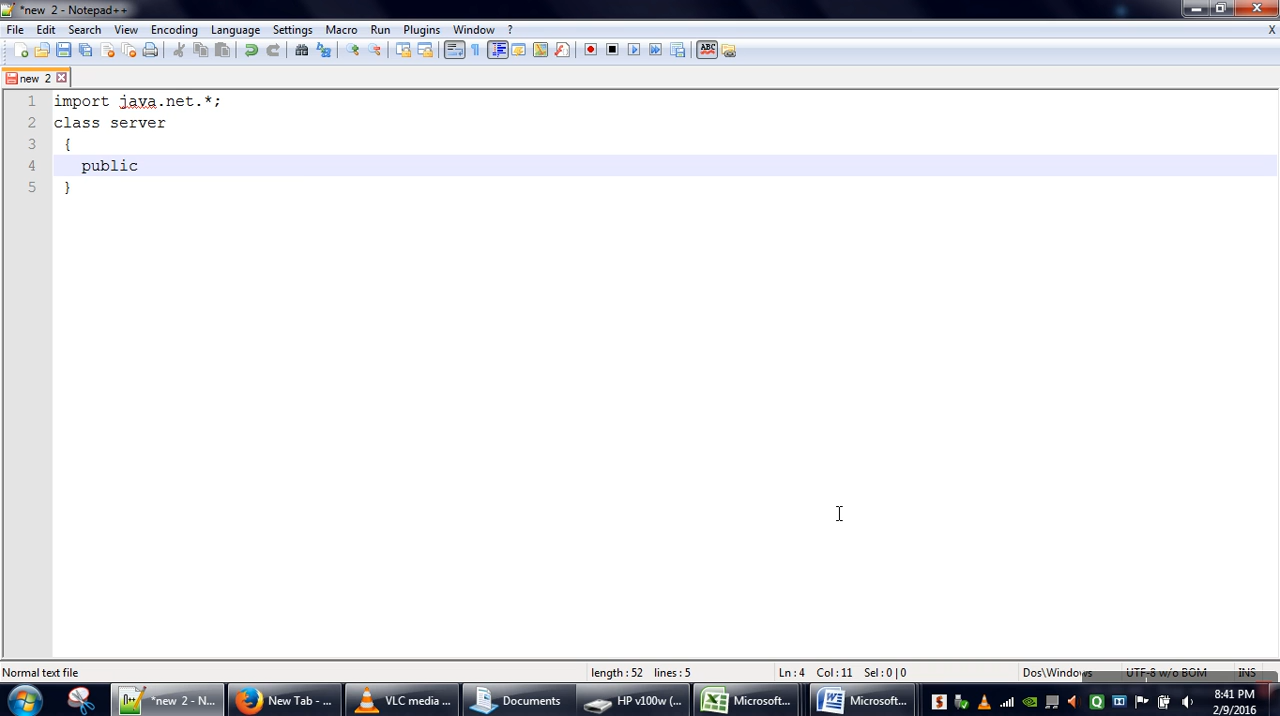 *new  2 - Notepad++
File Edit Search View Encoding Language Settings Macro Run Plugins Window ? X
ABC
new  2
1 import java.net.*;
2 class server
3 {
4 public
5 }
Normal text file length : 52 lines : 5 Ln : 4 Col : 11 Sel : 0 | 0 Dos\Windows UTF-8 w/o BOM INS
*new  2 - N... New Tab - ... VLC media ... Documents HP v100w (... Microsoft... Microsoft... 8:41 PM
2/9/2016